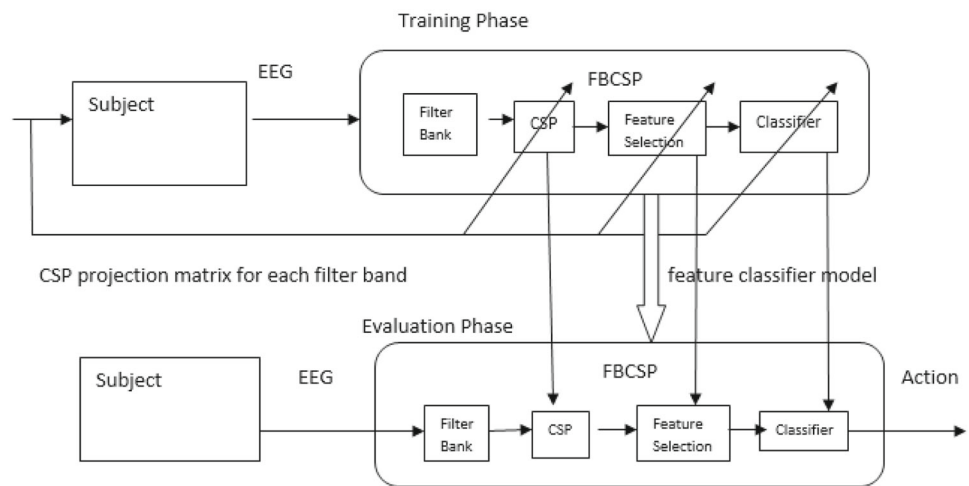 Training Phase
EEG
FBCSP
Subject
Filter
Bank
CSP
Feature
Selection
Classifier
CSP projection matrix for each filter band
feature classifier model
Evaluation Phase
Subject
EEG
FBCSP
Action
Filter
Bank
CSP
Feature
Selection
Classifier